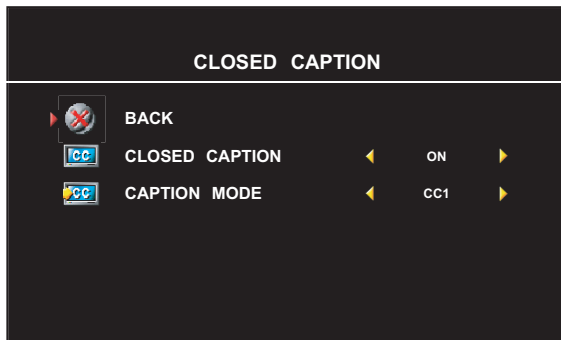 CLOSED CAPTION
BACK
CC CLOSED CAPTION ON
CC CAPTION MODE CC1